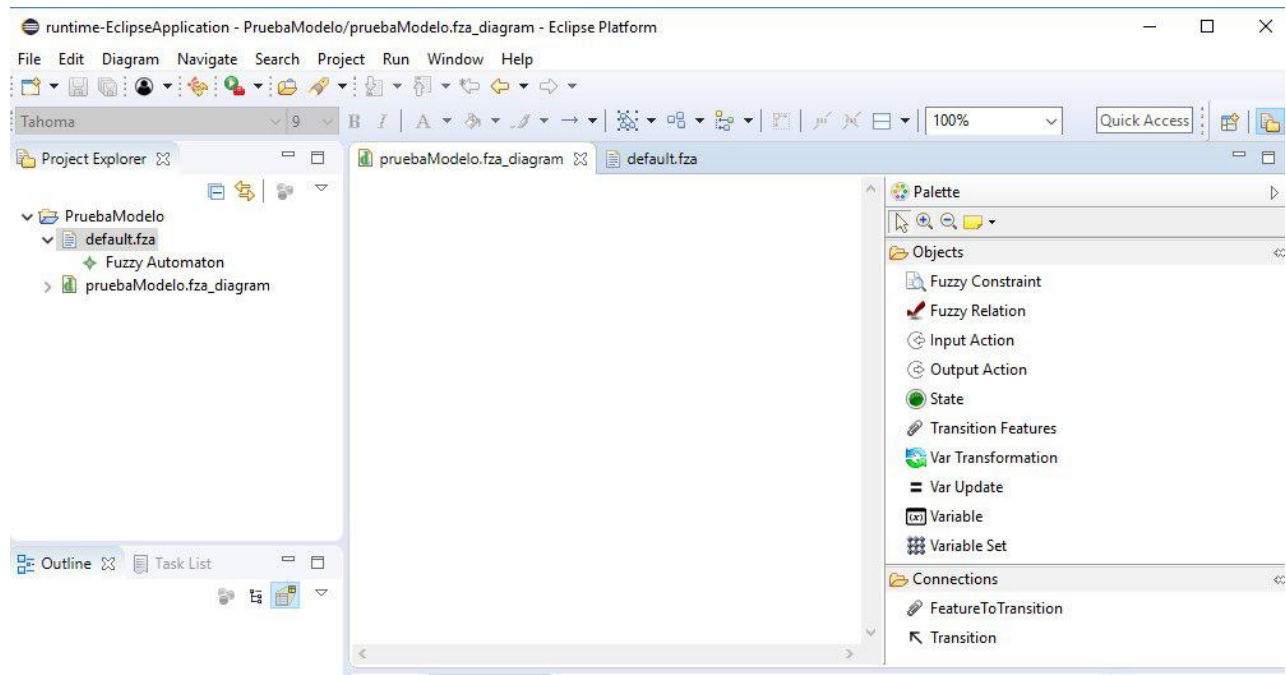 runtime-EclipseApplication - PruebaModelo/pruebaModelo.fza_diagram - Eclipse Platform
File Edit Diagram Navigate Search Project Run Window Help
Tahoma 9 B I A 100% Quick Access
Project Explorer
pruebaModelo.fza_diagram default.fza
PruebaModelo
default.fza
Fuzzy Automaton
pruebaModelo.fza_diagram
Outline Task List
Palette
Objects
Fuzzy Constraint
Fuzzy Relation
Input Action
Output Action
State
Transition Features
Var Transformation
Var Update
(x) Variable
Variable Set
Connections
FeatureToTransition
Transition